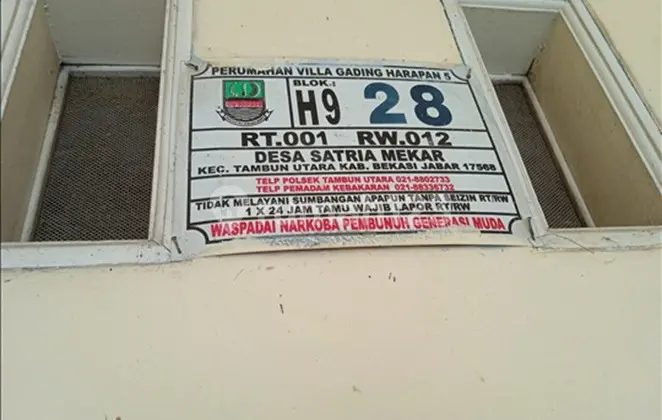 PERUMAHAN VILLA GADING HARAPAN 5
BLOK.:
H9 28
RT.001 RW.012
DESA SATRIA MEKAR
KEC. TAMBUN UTARA KAB. BEKASI JABAR 17568
TELP POLSEK TAMBUN UTARA 021-8802733
TELP PEMADAM KEBAKARAN 021-88336732
TIDAK MELAYANI SUMBANGAN APAPUN TANPA SEIZIN RT/RW
1 X 24 JAM TAMU WAJIB LAPOR RT/RW
WASPADAI NARKOBA PEMBUNUH GENERASI MUDA